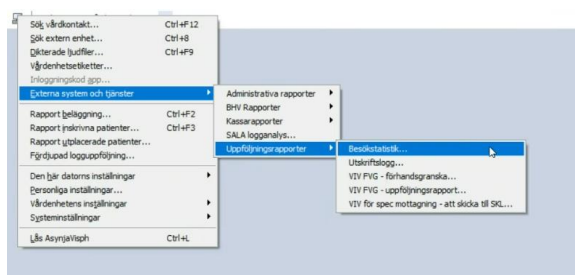 Sök vårdkontakt... Ctrl+F12
Sök extern enhet... Ctrl+8
Dikterade ljudfiler... Ctrl+F9
Vårdenhetsetiketter...
Inloggningskod app...
Externa system och tjänster
Rapport beläggning... Ctrl+F2
Rapport inskrivna patienter... Ctrl+F3
Rapport utplacerade patienter...
Fördjupad logguppföljning...
Den här datorns inställningar
Personliga inställningar...
Vårdenhetens inställningar
Systeminställningar
Lås AsynjaVisph Ctrl+L
Administrativa rapporter
BHV Rapporter
Kassarapporter
SALA logganalys...
Uppföljningsrapporter
Besökstatistik...
Utskriftslogg...
VIV FVG - förhandsgranska...
VIV FVG - uppföljningsrapport...
VIV för spec mottagning - att skicka till SKL...